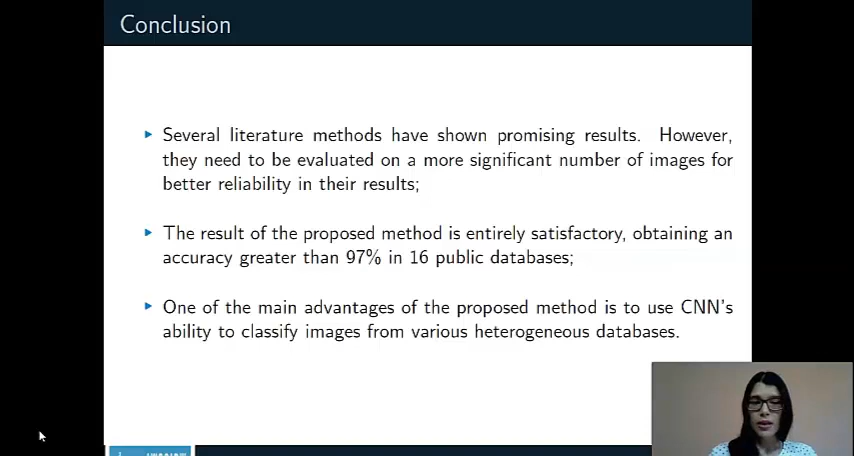 Conclusion
Several literature methods have shown promising results. However,
they need to be evaluated on a more significant number of images for
better reliability in their results;
The result of the proposed method is entirely satisfactory, obtaining an
accuracy greater than 97% in 16 public databases;
One of the main advantages of the proposed method is to use CNN's
ability to classify images from various heterogeneous databases.